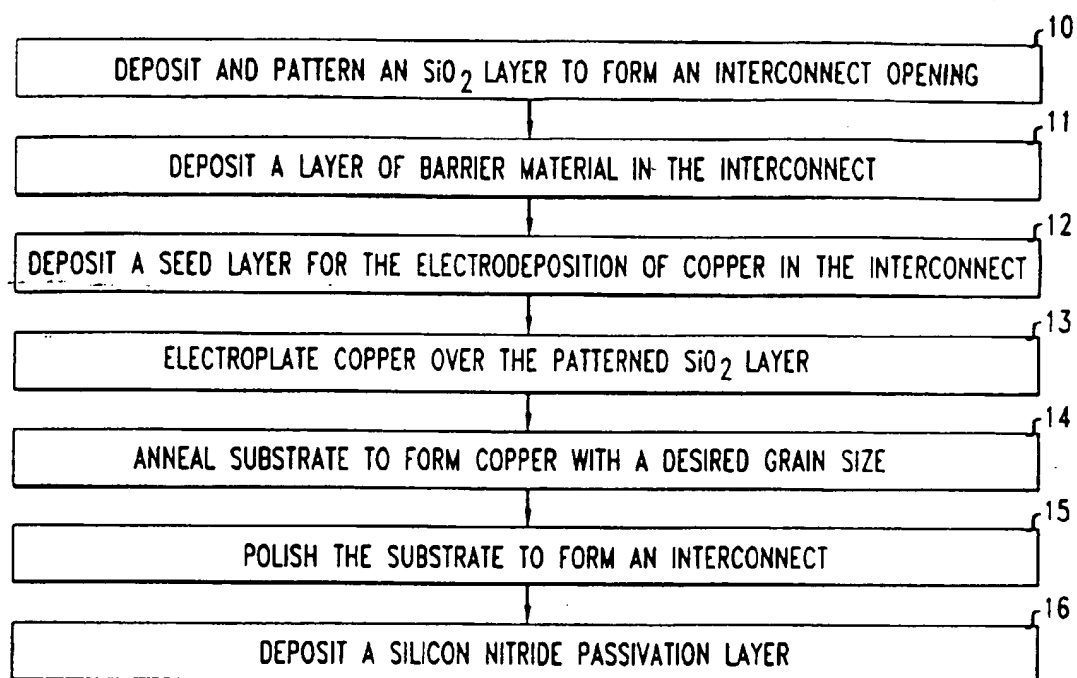 10
DEPOSIT AND PATTERN AN SiO2 LAYER TO FORM AN INTERCONNECT OPENING
11
DEPOSIT A LAYER OF BARRIER MATERIAL IN THE INTERCONNECT
12
DEPOSIT A SEED LAYER FOR THE ELECTRODEPOSITION OF COPPER IN THE INTERCONNECT
13
ELECTROPLATE COPPER OVER THE PATTERNED SiO2 LAYER
14
ANNEAL SUBSTRATE TO FORM COPPER WITH A DESIRED GRAIN SIZE
15
POLISH THE SUBSTRATE TO FORM AN INTERCONNECT
16
DEPOSIT A SILICON NITRIDE PASSIVATION LAYER